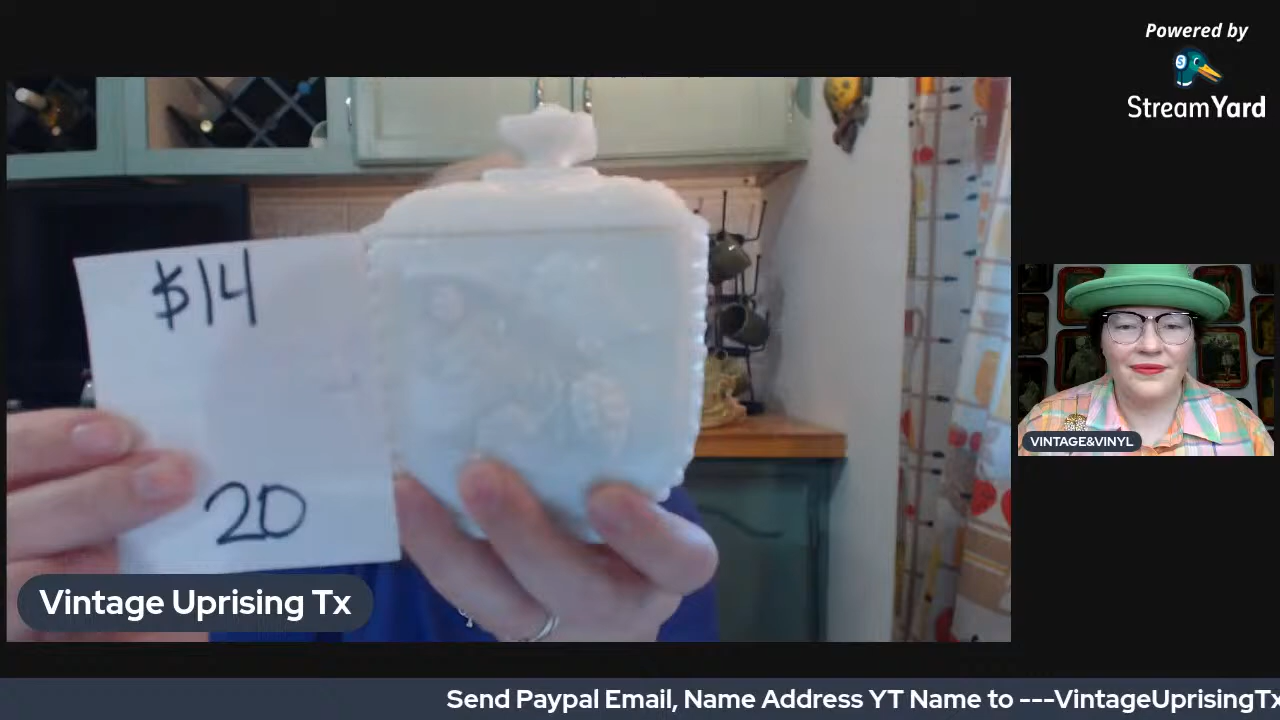 Powered by
StreamYard
$14
20
VINTAGE&VINYL
Vintage Uprising Tx
Send Paypal Email, Name Address YT Name to ---VintageUprisingTx